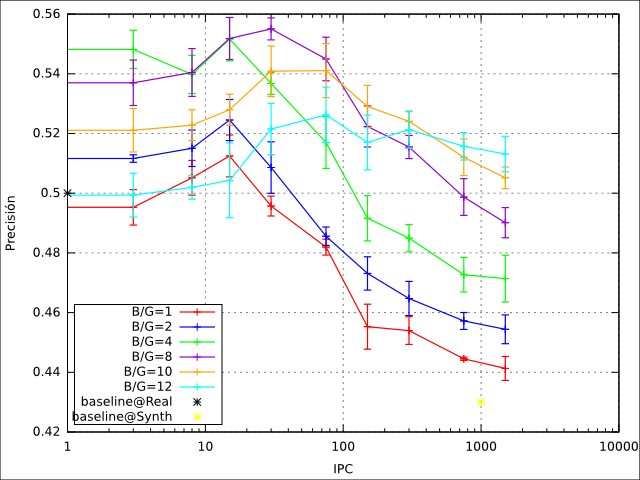 0.56
0.54
0.52
0.5
0.48
0.46
0.44
0.42
Precisión
B/G=1
B/G=2
B/G=4
B/G=8
B/G=10
B/G=12
baseline@Real
baseline@Synth
1 10 100 1000 10000
IPC